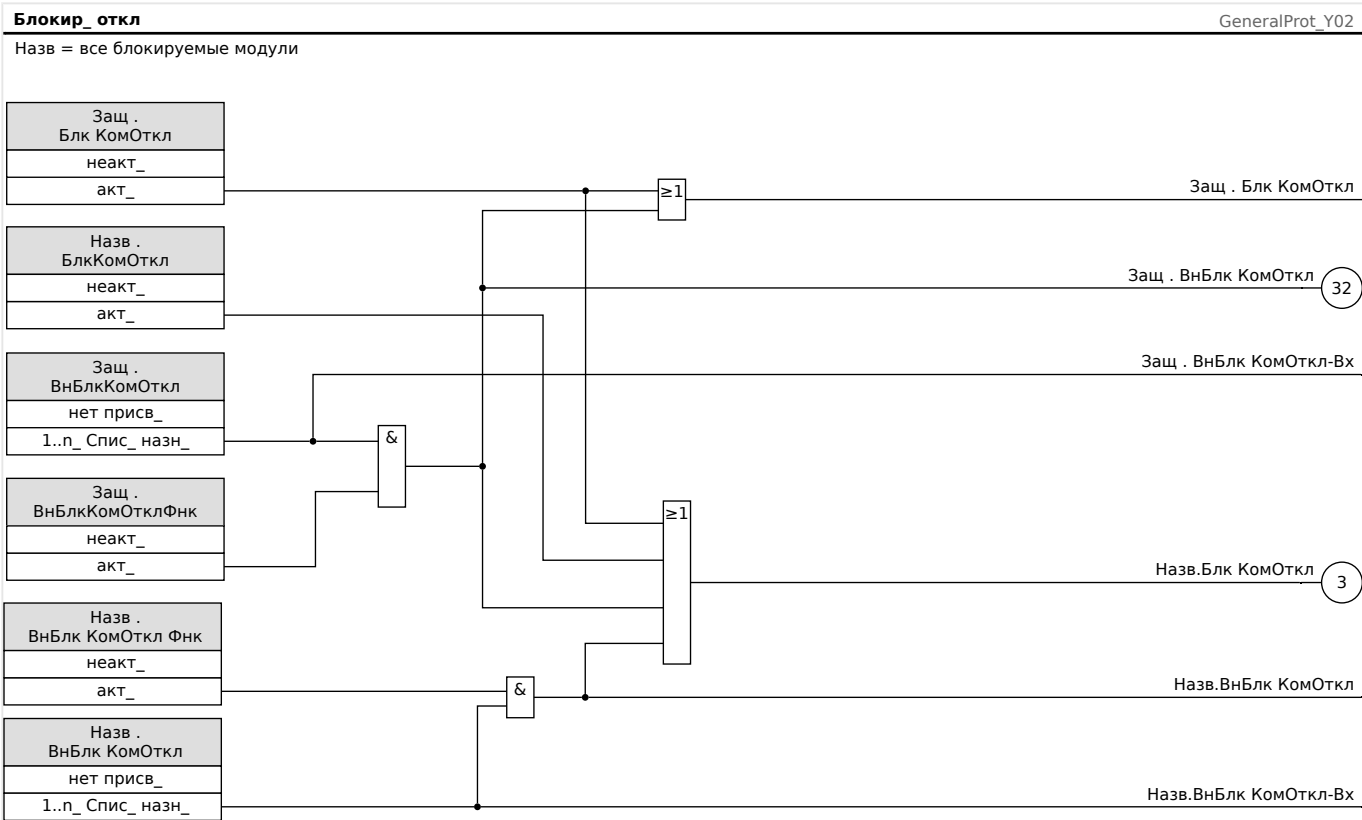 Блокир_ откл
GeneralProt_Y02
Назв = все блокируемые модули
Защ .
Блк КомОткл
неакт_
акт_
≥1
Защ . Блк КомОткл
Назв .
БлкКомОткл
неакт_
акт_
Защ . ВнБлк КомОткл
32
Защ .
ВнБлкКомОткл
нет присв_
1..n_ Спис_ назн_
Защ . ВнБлк КомОткл-Вх
&
Защ .
ВнБлкКомОтклФнк
неакт_
акт_
≥1
Назв.Блк КомОткл
3
Назв .
ВнБлк КомОткл Фнк
неакт_
акт_
&
Назв.ВнБлк КомОткл
Назв .
ВнБлк КомОткл
нет присв_
1..n_ Спис_ назн_
Назв.ВнБлк КомОткл-Вх